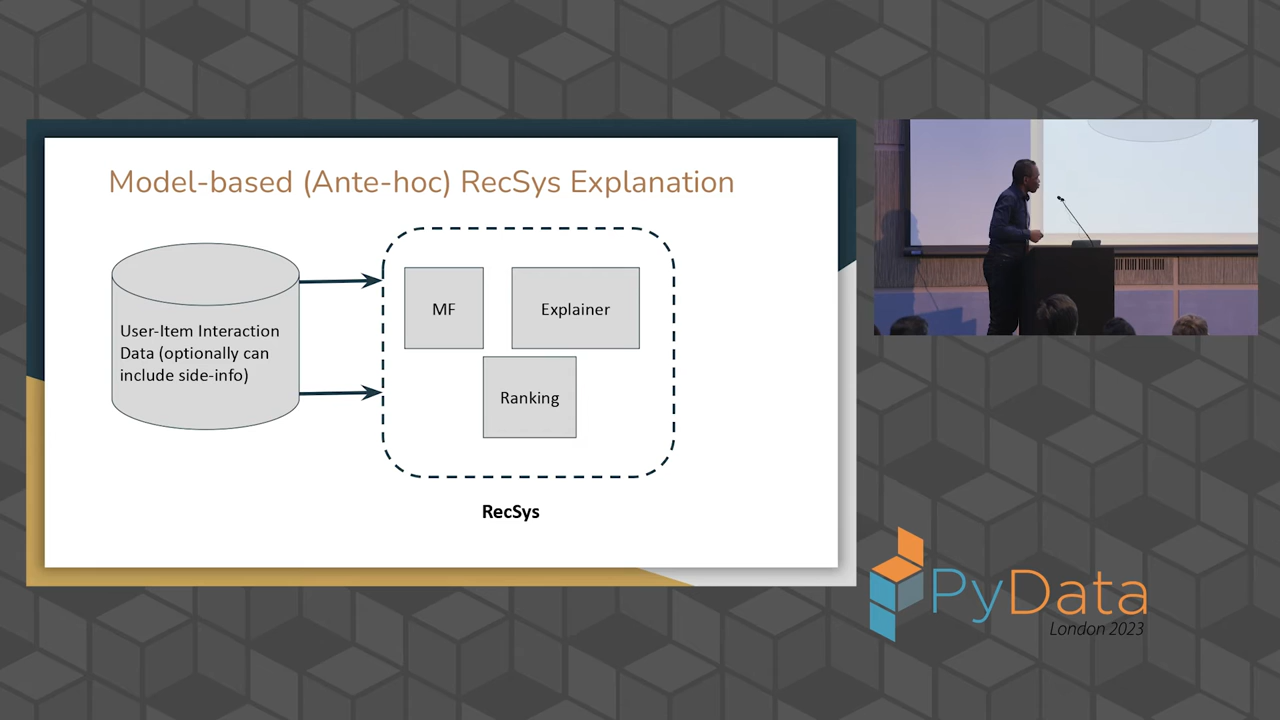 Model-based (Ante-hoc) RecSys Explanation
User-Item Interaction
Data (optionally can
include side-info)
MF
Explainer
Ranking
RecSys
PyData
London 2023